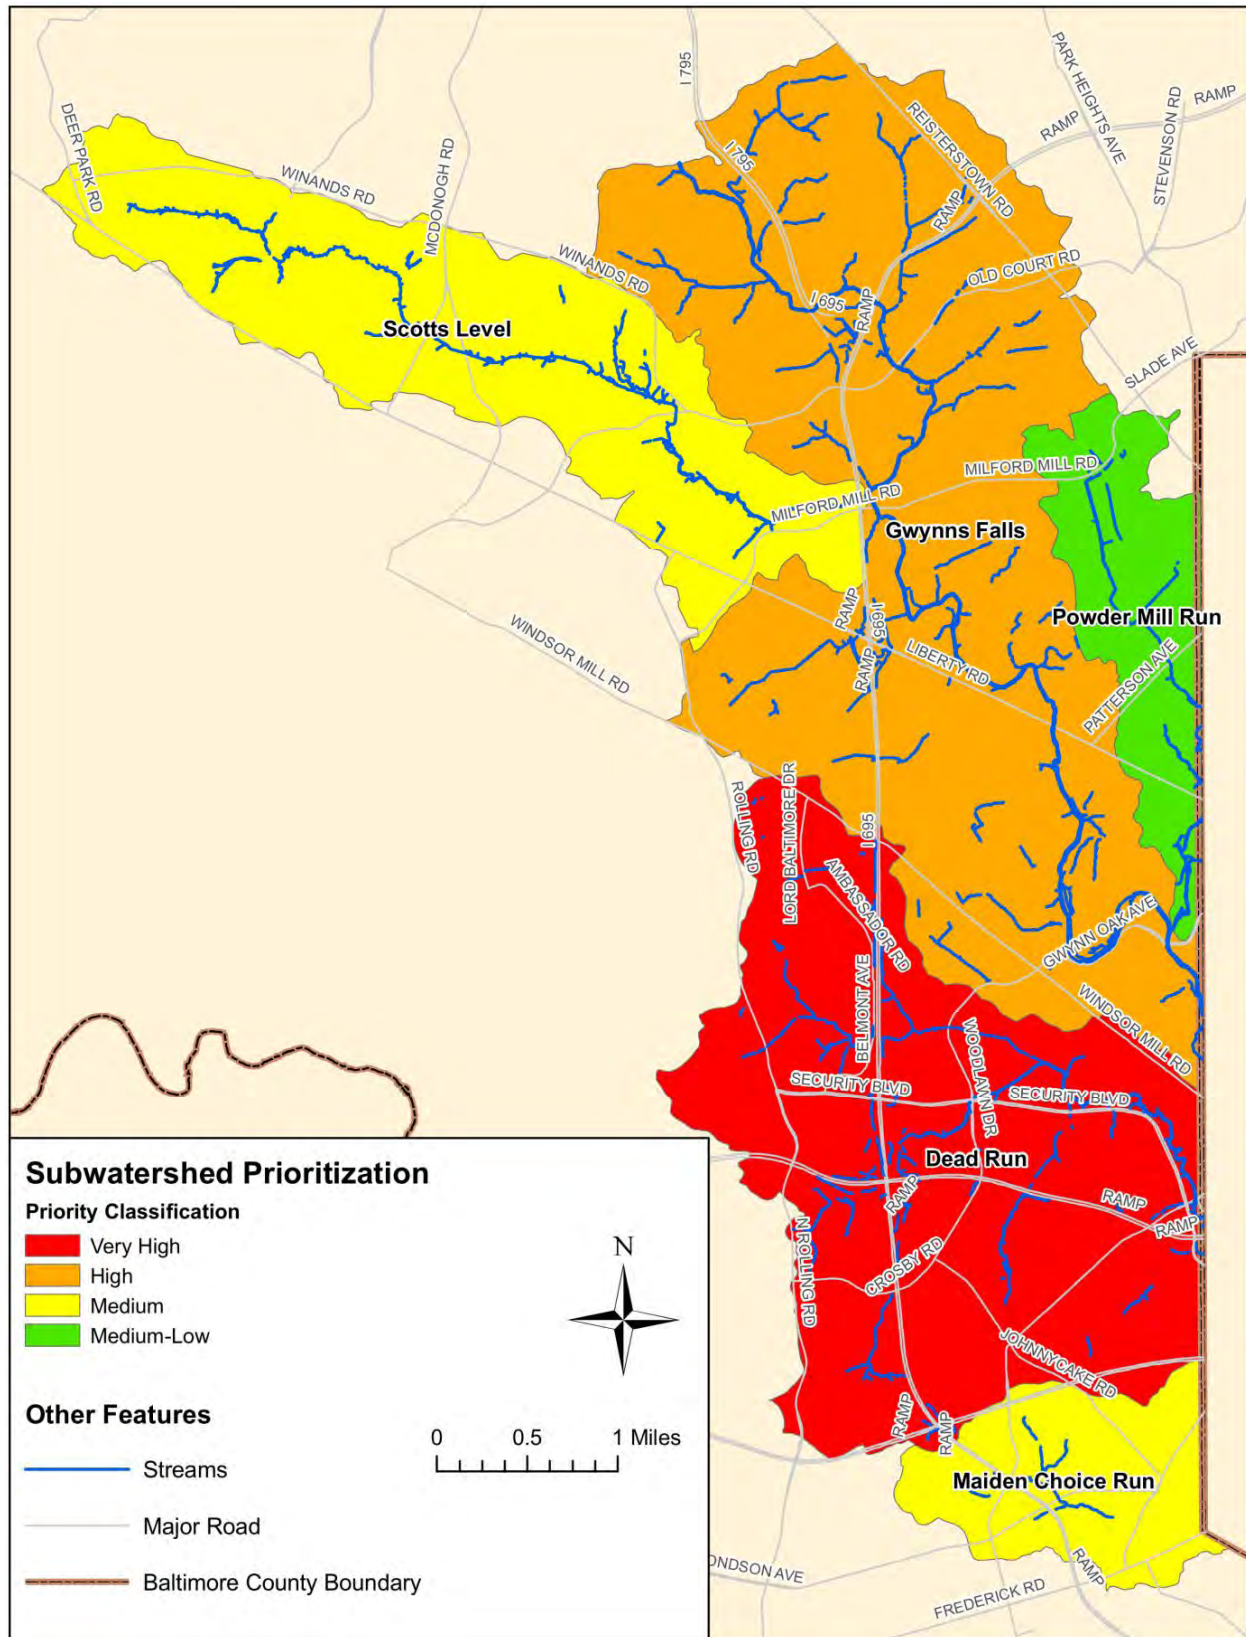 I 795
PARK HEIGHTS AVE
RAMP
STEVENSON RD
DEER PARK RD
REISTERSTOWN RD
RAMP
I 795
WINANDS RD
MCDONOGH RD
RAMP
WINANDS RD
OLD COURT RD
I 695
RAMP
Scotts Level
SLADE AVE
MILFORD MILL RD
MILFORD MILL RD
Gwynns Falls
RAMP
I 695
Powder Mill Run
WINDSOR MILL RD
LIBERTY RD
RAMP
PATTERSON AVE
ROLLING RD
LORD BALTIMORE DR
I 695
AMBASSADOR RD
GWYNN OAK AVE
BELMONT AVE
WOODLAWN DR
WINDSOR MILL RD
SECURITY BLVD
SECURITY BLVD
Dead Run
RAMP
RAMP
RAMP
N ROLLING RD
CROSBY RD
JOHNNYCAKE RD
RAMP
RAMP
Maiden Choice Run
RAMP
ONDSON AVE
FREDERICK RD
Subwatershed Prioritization
Priority Classification
Very High
High
Medium
Medium-Low
N
Other Features
0 0.5 1 Miles
Streams
Major Road
Baltimore County Boundary